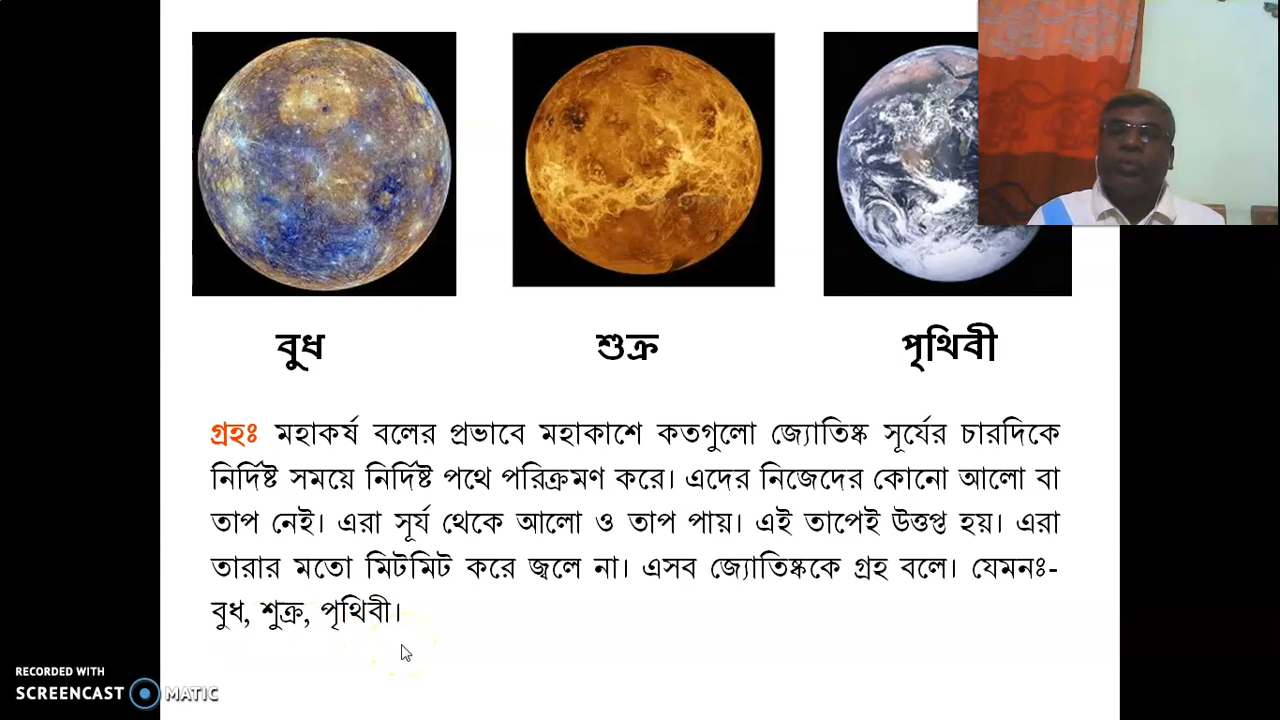 বুধ
শুক্র
পৃথিবী
গ্রহঃ মহাকর্ষ বলের প্রভাবে মহাকাশে কতগুলো জ্যোতিষ্ক সূর্যের চারদিকে
নির্দিষ্ট সময়ে নির্দিষ্ট পথে পরিক্রমণ করে। এদের নিজেদের কোনো আলো বা
তাপ নেই। এরা সূর্য থেকে আলো ও তাপ পায়। এই তাপেই উত্তপ্ত হয়। এরা
তারার মতো মিটমিট করে জ্বলে না। এসব জ্যোতিষ্ককে গ্রহ বলে। যেমনঃ-
বুধ, শুক্র, পৃথিবী।
RECORDED WITH
SCREENCAST MATIC